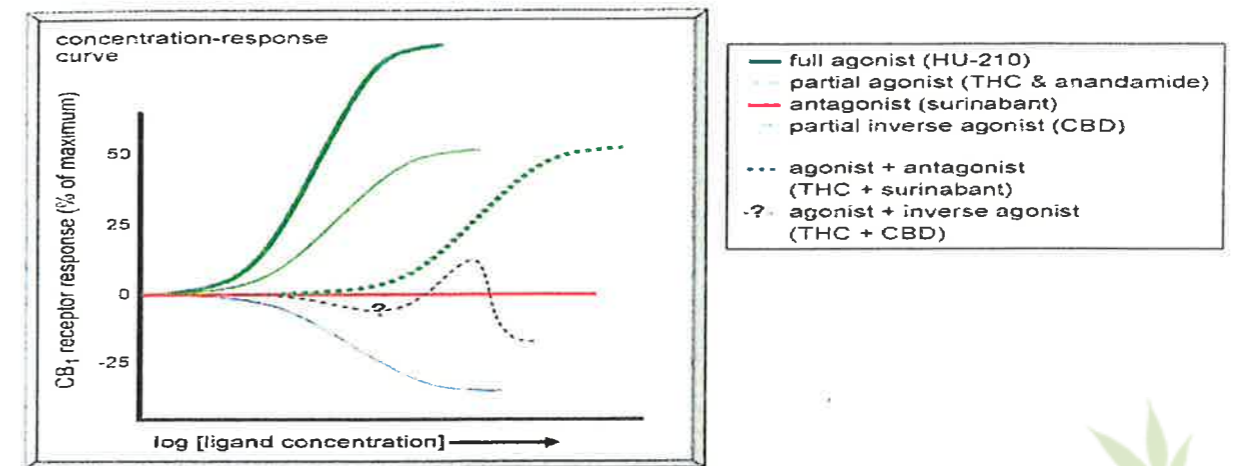 concentration-response
curve
CB₁ receptor response (% of maximum)
50
25
0
-25
?
log [ligand concentration]
full agonist (HU-210)
partial agonist (THC & anandamide)
antagonist (surinabant)
partial inverse agonist (CBD)
agonist + antagonist
(THC + surinabant)
-?- agonist + inverse agonist
(THC + CBD)